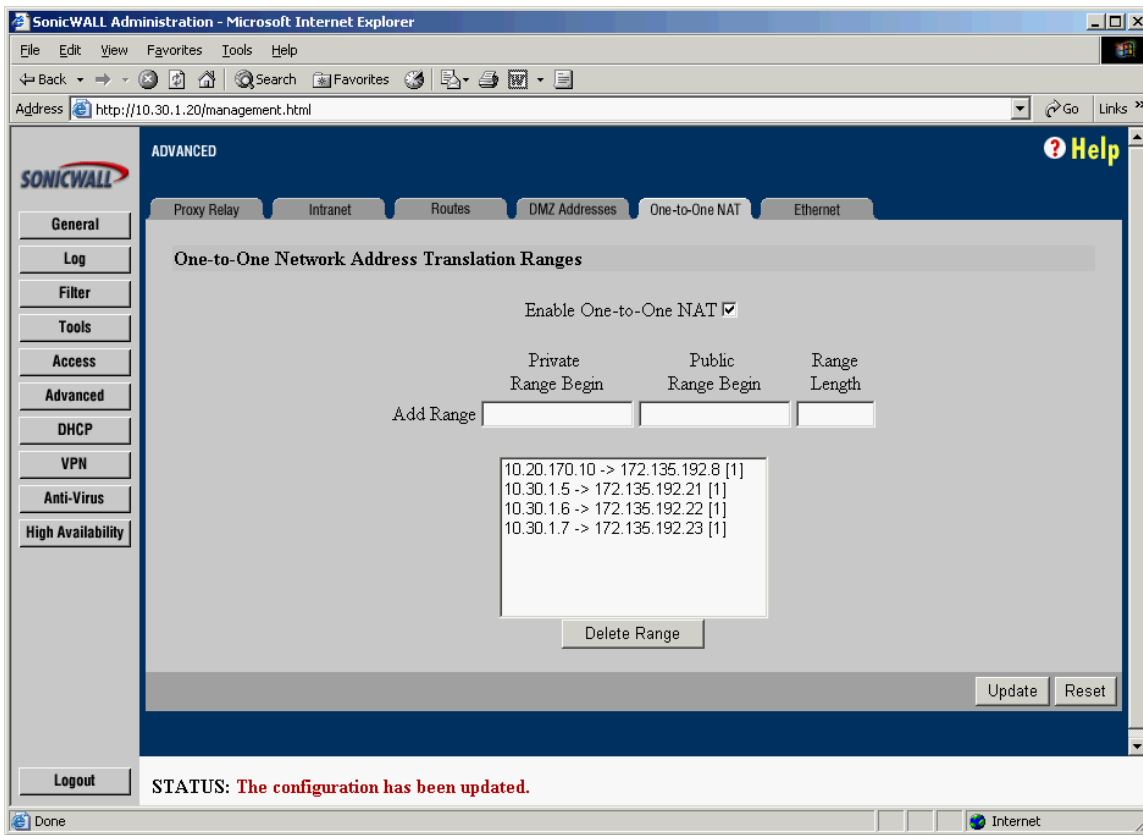 SonicWALL Administration - Microsoft Internet Explorer
File Edit View Favorites Tools Help
Back Search Favorites
Address http://10.30.1.20/management.html Go Links »
SONICWALL
ADVANCED
? Help
Proxy Relay Intranet Routes DMZ Addresses One-to-One NAT Ethernet
General
Log
Filter
Tools
Access
Advanced
DHCP
VPN
Anti-Virus
High Availability
One-to-One Network Address Translation Ranges
Enable One-to-One NAT
Private Range Begin
Public Range Begin
Range Length
Add Range
10.20.170.10 -> 172.135.192.8 [1]
10.30.1.5 -> 172.135.192.21 [1]
10.30.1.6 -> 172.135.192.22 [1]
10.30.1.7 -> 172.135.192.23 [1]
Delete Range
Update Reset
Logout
STATUS: The configuration has been updated.
Done Internet